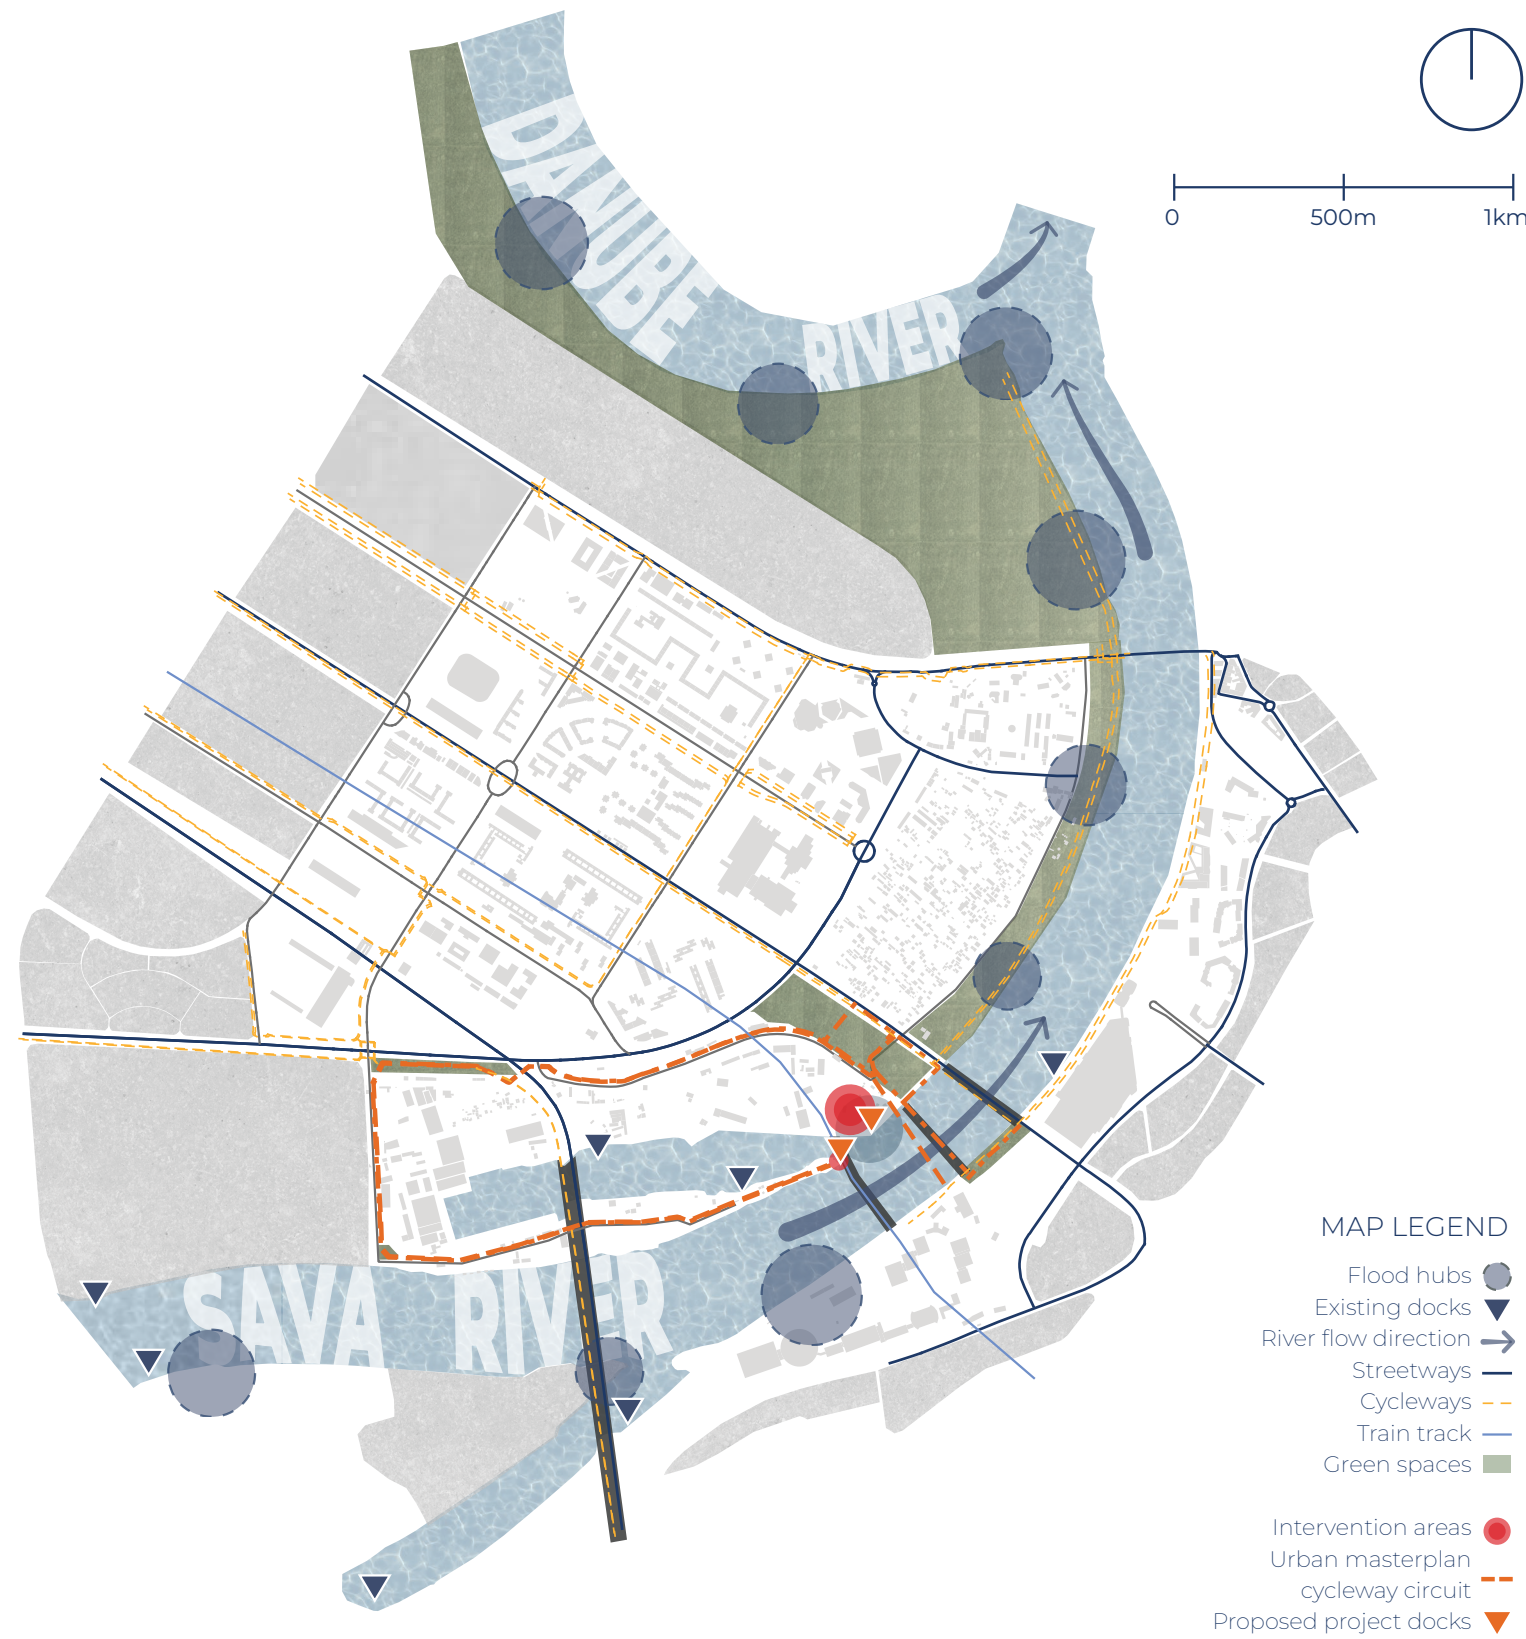 DANUBE
RIVER
0 500m 1km
SAVA RIVER
MAP LEGEND
Flood hubs
Existing docks
River flow direction
Streetways
Cycleways
Train track
Green spaces
Intervention areas
Urban masterplan
cycleway circuit
Proposed project docks